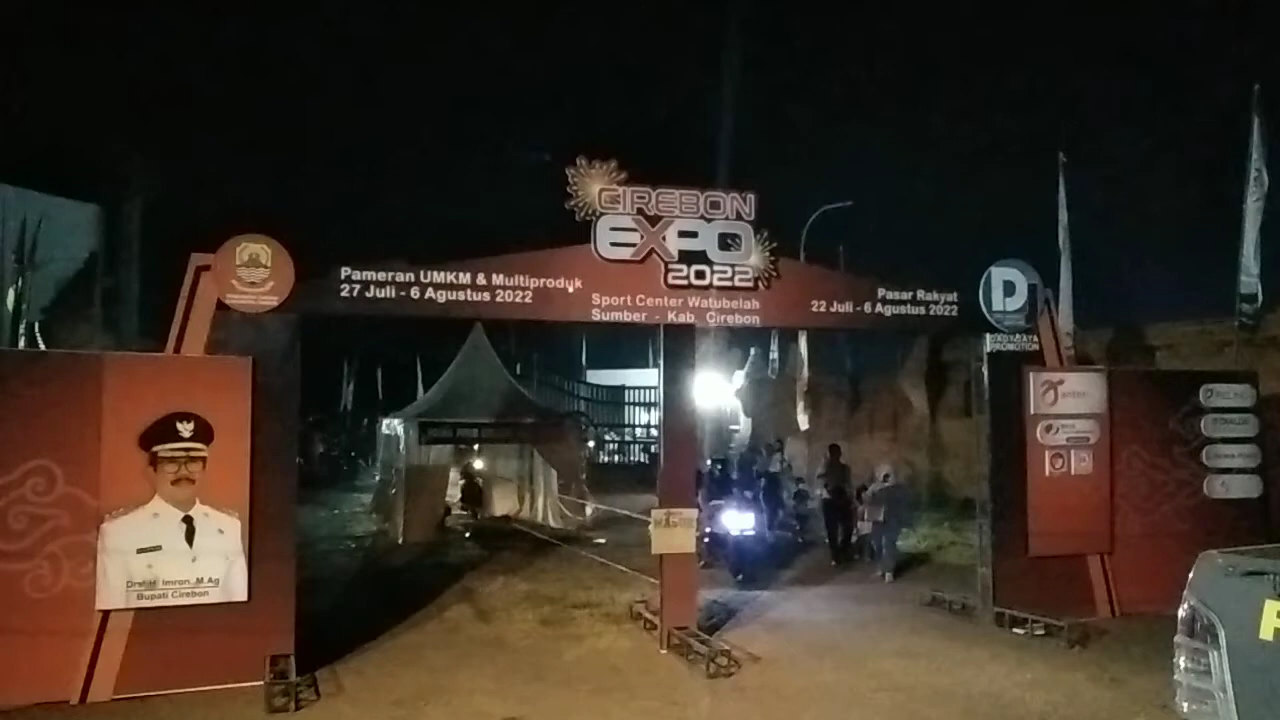 CIREBON
EXPO
2022
Pameran UMKM & Multiproduk
27 Juli - 6 Agustus 2022
Sport Center Watubelah
Sumber - Kab. Cirebon
Pasar Rakyat
22 Juli - 6 Agustus 2022
D
PROMOTION
Drs. H. Imron, M.Ag
Bupati Cirebon